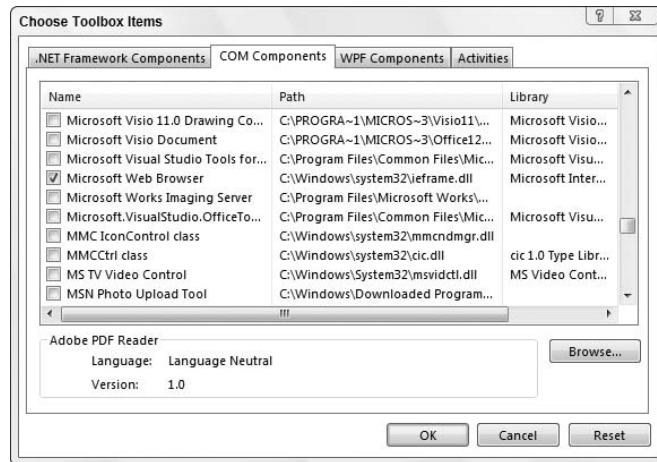 Choose Toolbox Items
.NET Framework Components COM Components WPF Components Activities
Name Path Library
Microsoft Visio 11.0 Drawing Co... C:\PROGRA~1\MICROS~3\Visio11\... Microsoft Visio...
Microsoft Visio Document C:\PROGRA~1\MICROS~3\Office12... Microsoft Visio...
Microsoft Visual Studio Tools for... C:\Program Files\Common Files\Mic... Microsoft Visu...
Microsoft Web Browser C:\Windows\system32\ieframe.dll Microsoft Inter...
Microsoft Works Imaging Server C:\Program Files\Microsoft Works\...
Microsoft.VisualStudio.OfficeTo... C:\Program Files\Common Files\Mic... Microsoft Visu...
MMC IconControl class C:\Windows\system32\mmcndmgr.dll
MMCCtrl class C:\Windows\system32\cic.dll cic 1.0 Type Libr...
MS TV Video Control C:\Windows\System32\msvidctl.dll MS Video Cont...
MSN Photo Upload Tool C:\Windows\Downloaded Program...
Adobe PDF Reader
Language: Language Neutral
Version: 1.0
Browse...
OK Cancel Reset